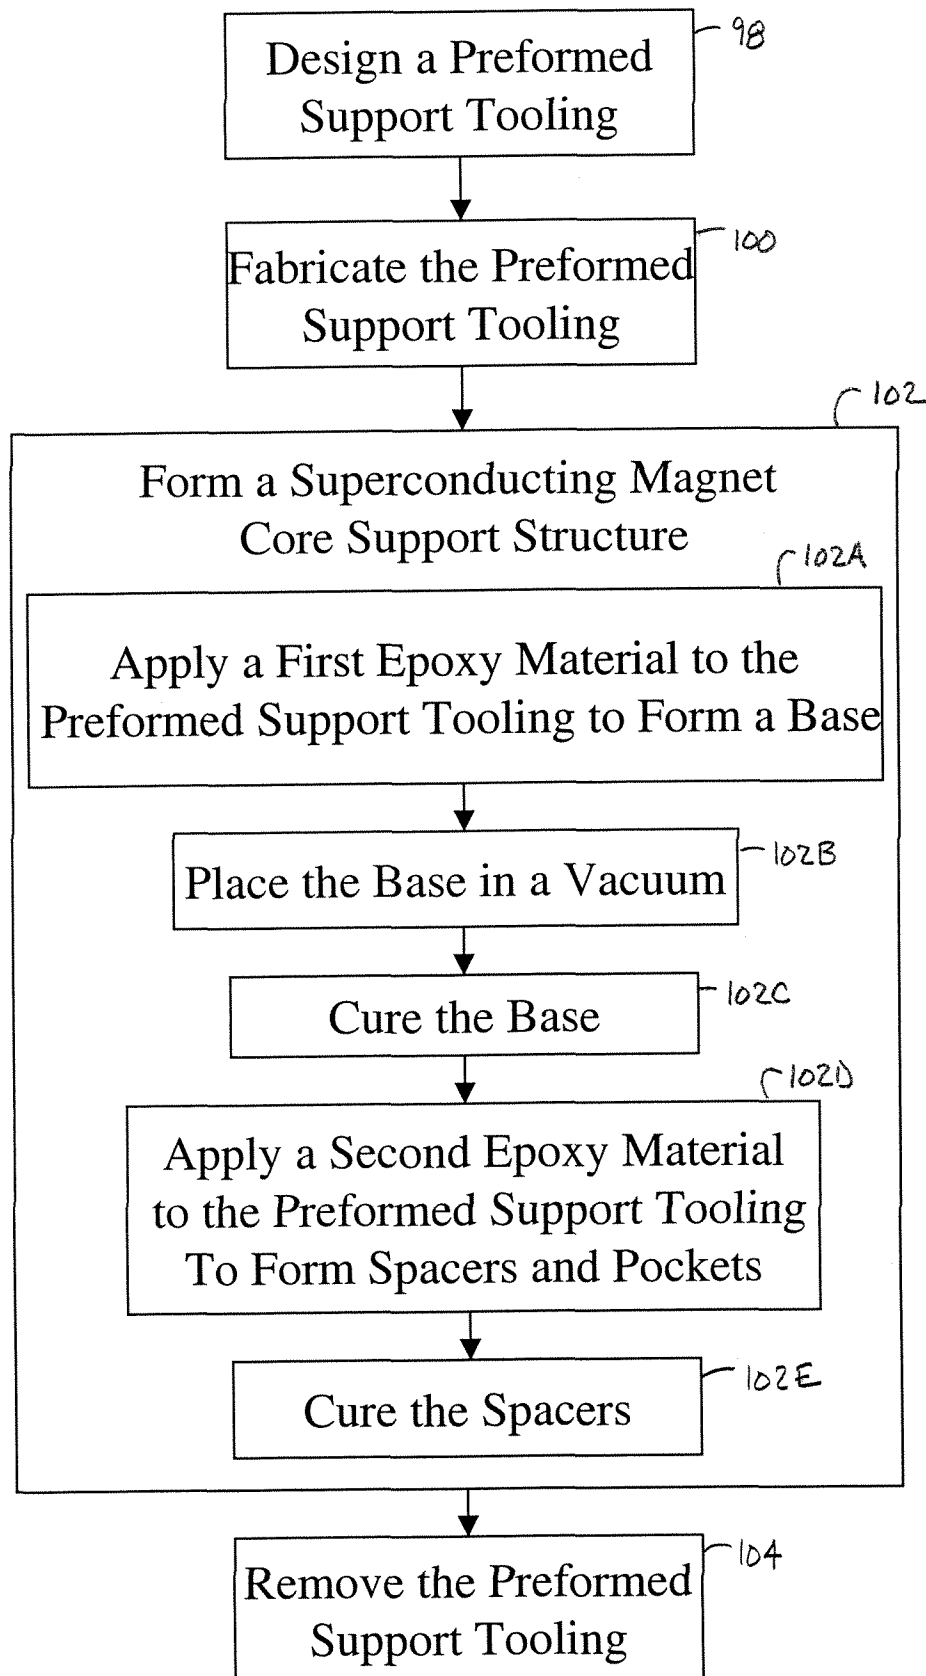 98
Design a Preformed
Support Tooling
100
Fabricate the Preformed
Support Tooling
102
Form a Superconducting Magnet
Core Support Structure
102A
Apply a First Epoxy Material to the
Preformed Support Tooling to Form a Base
102B
Place the Base in a Vacuum
102C
Cure the Base
102D
Apply a Second Epoxy Material
to the Preformed Support Tooling
To Form Spacers and Pockets
102E
Cure the Spacers
104
Remove the Preformed
Support Tooling